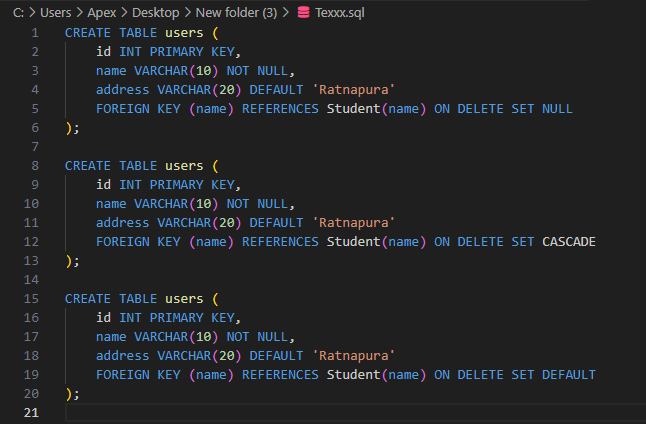 C: > Users > Apex > Desktop > New folder (3) > Texxx.sql
1 CREATE TABLE users (
2 id INT PRIMARY KEY,
3 name VARCHAR(10) NOT NULL,
4 address VARCHAR(20) DEFAULT 'Ratnapura'
5 FOREIGN KEY (name) REFERENCES Student(name) ON DELETE SET NULL
6 );
7
8 CREATE TABLE users (
9 id INT PRIMARY KEY,
10 name VARCHAR(10) NOT NULL,
11 address VARCHAR(20) DEFAULT 'Ratnapura'
12 FOREIGN KEY (name) REFERENCES Student(name) ON DELETE SET CASCADE
13 );
14
15 CREATE TABLE users (
16 id INT PRIMARY KEY,
17 name VARCHAR(10) NOT NULL,
18 address VARCHAR(20) DEFAULT 'Ratnapura'
19 FOREIGN KEY (name) REFERENCES Student(name) ON DELETE SET DEFAULT
20 );
21